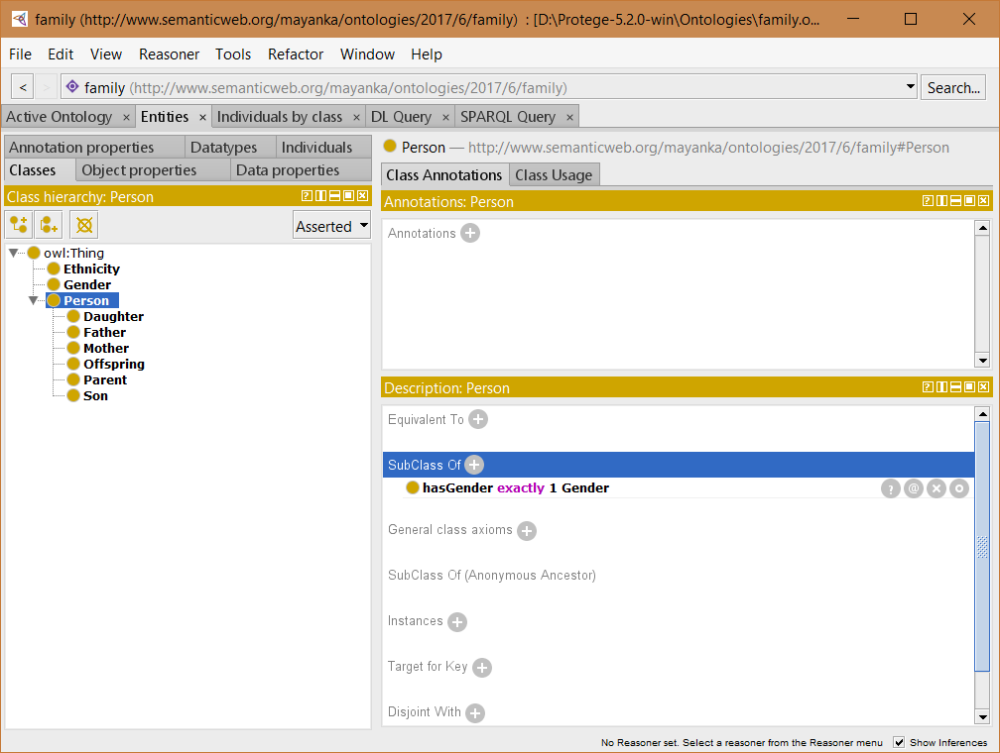 family (http://www.semanticweb.org/mayanka/ontologies/2017/6/family) : [D:\Protege-5.2.0-win\Ontologies\family.o...
File Edit View Reasoner Tools Refactor Window Help
< > family (http://www.semanticweb.org/mayanka/ontologies/2017/6/family) Search...
Active Ontology × Entities × Individuals by class × DL Query × SPARQL Query ×
Annotation properties Datatypes Individuals
Classes Object properties Data properties
Class hierarchy: Person
Asserted
owl:Thing
Ethnicity
Gender
Person
Daughter
Father
Mother
Offspring
Parent
Son
Person — http://www.semanticweb.org/mayanka/ontologies/2017/6/family#Person
Class Annotations Class Usage
Annotations: Person
Annotations
Description: Person
Equivalent To
SubClass Of
hasGender exactly 1 Gender
General class axioms
SubClass Of (Anonymous Ancestor)
Instances
Target for Key
Disjoint With
No Reasoner set. Select a reasoner from the Reasoner menu Show Inferences